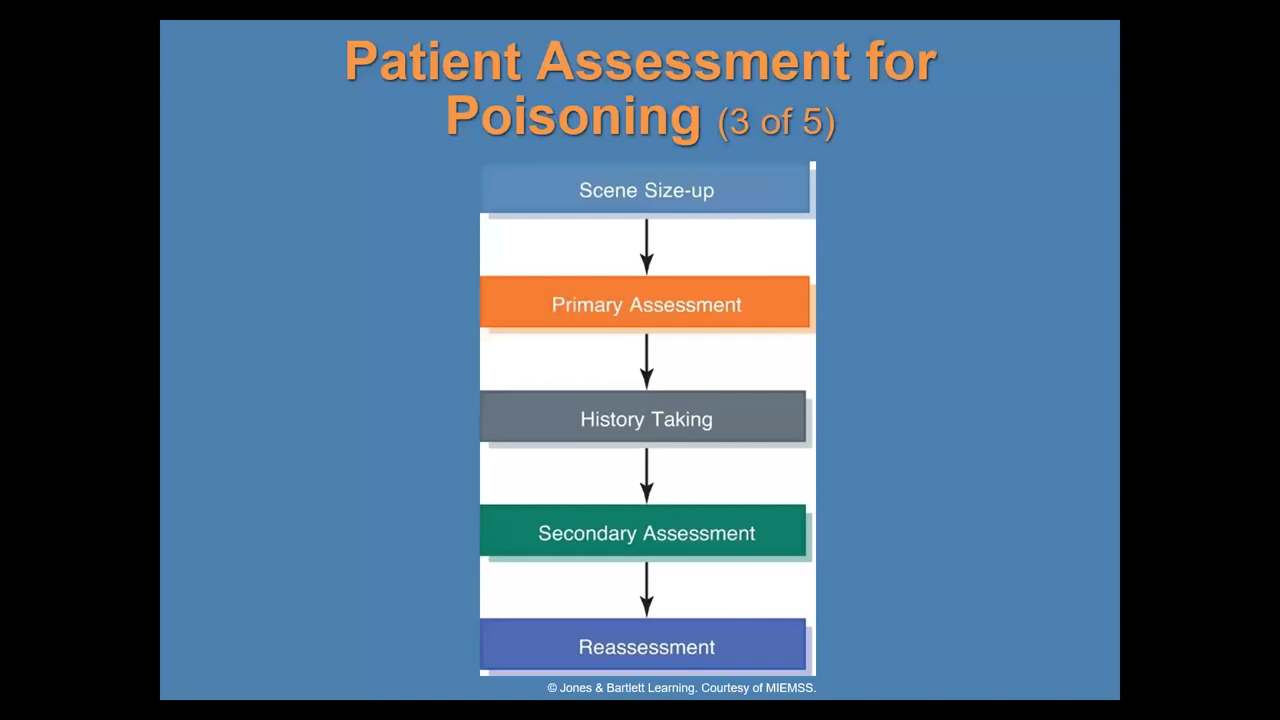 Patient Assessment for
Poisoning (3 of 5)
Scene Size-up
Primary Assessment
History Taking
Secondary Assessment
Reassessment
© Jones & Bartlett Learning. Courtesy of MIEMSS.